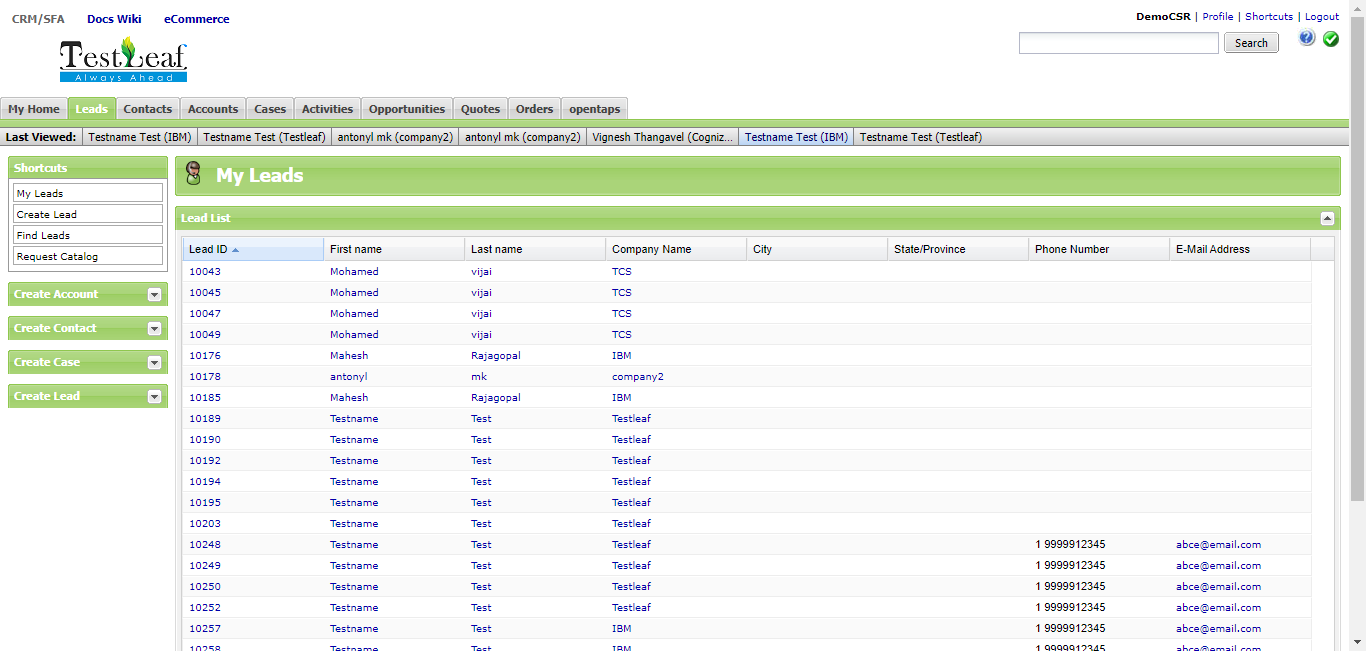 CRM/SFA Docs Wiki eCommerce
DemoCSR | Profile | Shortcuts | Logout
Search
TestLeaf
Always Ahead
My Home Leads Contacts Accounts Cases Activities Opportunities Quotes Orders opentaps
Last Viewed: Testname Test (IBM) Testname Test (Testleaf) antonyl mk (company2) antonyl mk (company2) Vignesh Thangavel (Cogniz... Testname Test (IBM) Testname Test (Testleaf)
Shortcuts
My Leads
Create Lead
Find Leads
Request Catalog
Create Account
Create Contact
Create Case
Create Lead
My Leads
Lead List
Lead ID First name Last name Company Name City State/Province Phone Number E-Mail Address
10043 Mohamed vijai TCS
10045 Mohamed vijai TCS
10047 Mohamed vijai TCS
10049 Mohamed vijai TCS
10176 Mahesh Rajagopal IBM
10178 antonyl mk company2
10185 Mahesh Rajagopal IBM
10189 Testname Test Testleaf
10190 Testname Test Testleaf
10192 Testname Test Testleaf
10194 Testname Test Testleaf
10195 Testname Test Testleaf
10203 Testname Test Testleaf
10248 Testname Test Testleaf 1 9999912345 abce@email.com
10249 Testname Test Testleaf 1 9999912345 abce@email.com
10250 Testname Test Testleaf 1 9999912345 abce@email.com
10252 Testname Test Testleaf 1 9999912345 abce@email.com
10257 Testname Test IBM 1 9999912345 abce@email.com
10258 Testname Test IBM 1 9999912345 abce@email.com